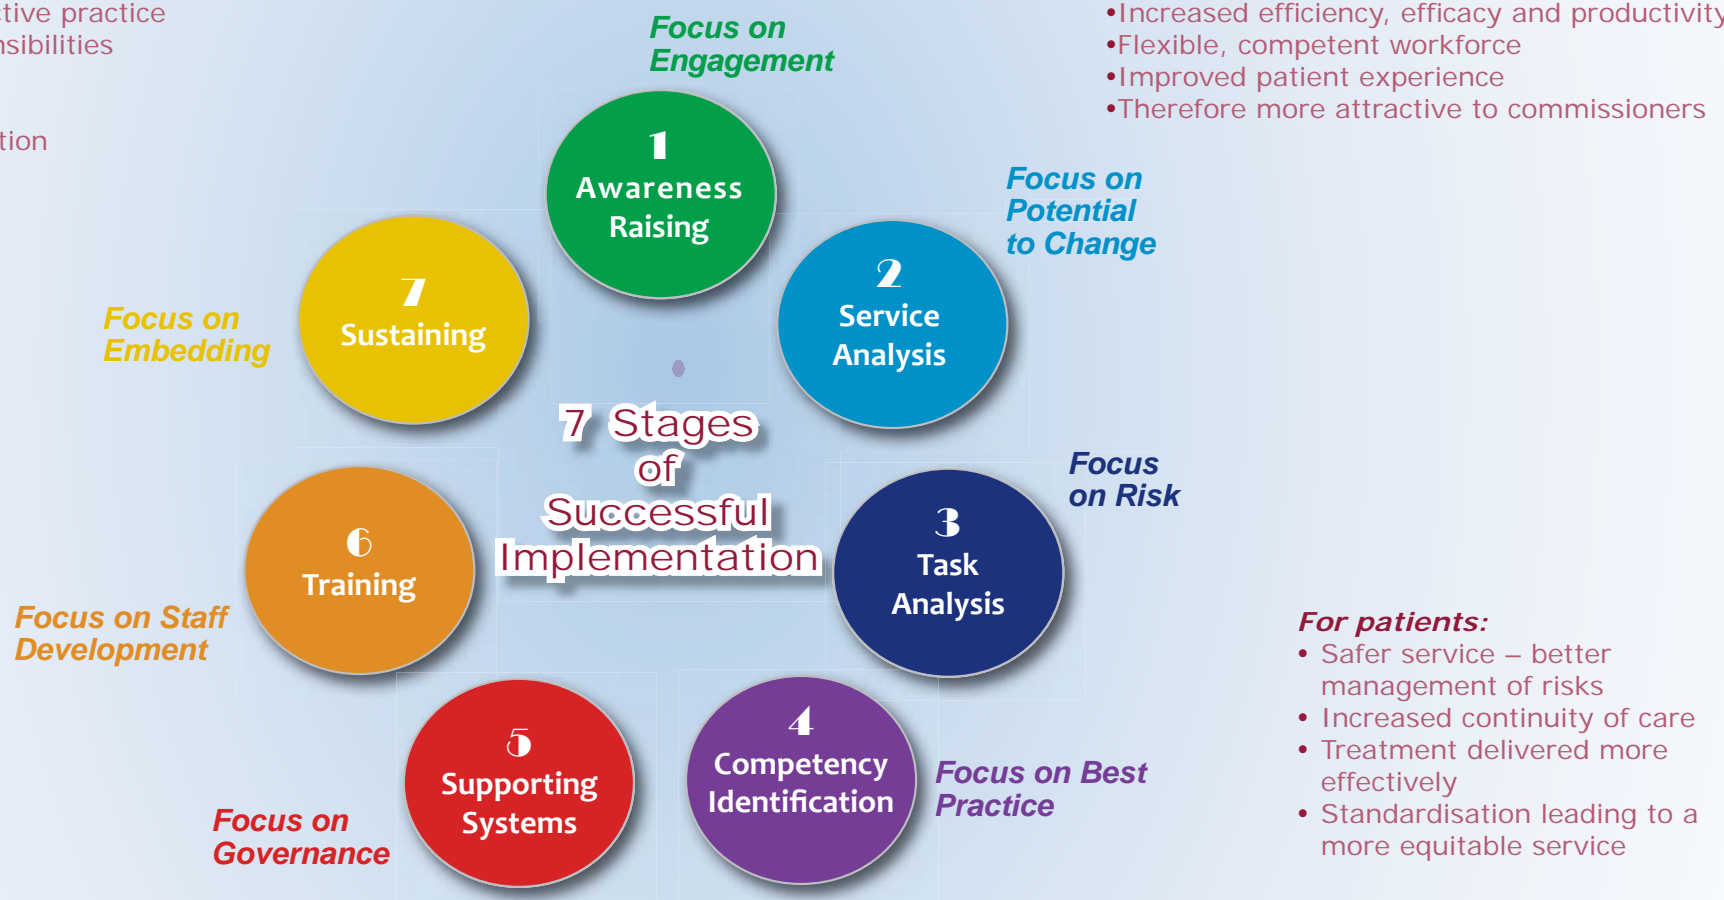 practice
•Increased efficiency, efficacy and productivity
•Flexible, competent workforce
•Improved patient experience
•Therefore more attractive to commissioners
Focus on
Engagement
1
Awareness
Raising
Focus on
Potential
to Change
2
Service
Analysis
Focus
on Risk
3
Task
Analysis
Focus on Best
Practice
4
Competency
Identification
Focus on
Governance
5
Supporting
Systems
Focus on Staff
Development
6
Training
Focus on
Embedding
7
Sustaining
7 Stages
of
Successful
Implementation
For patients:
• Safer service – better
management of risks
• Increased continuity of care
• Treatment delivered more
effectively
• Standardisation leading to a
more equitable service